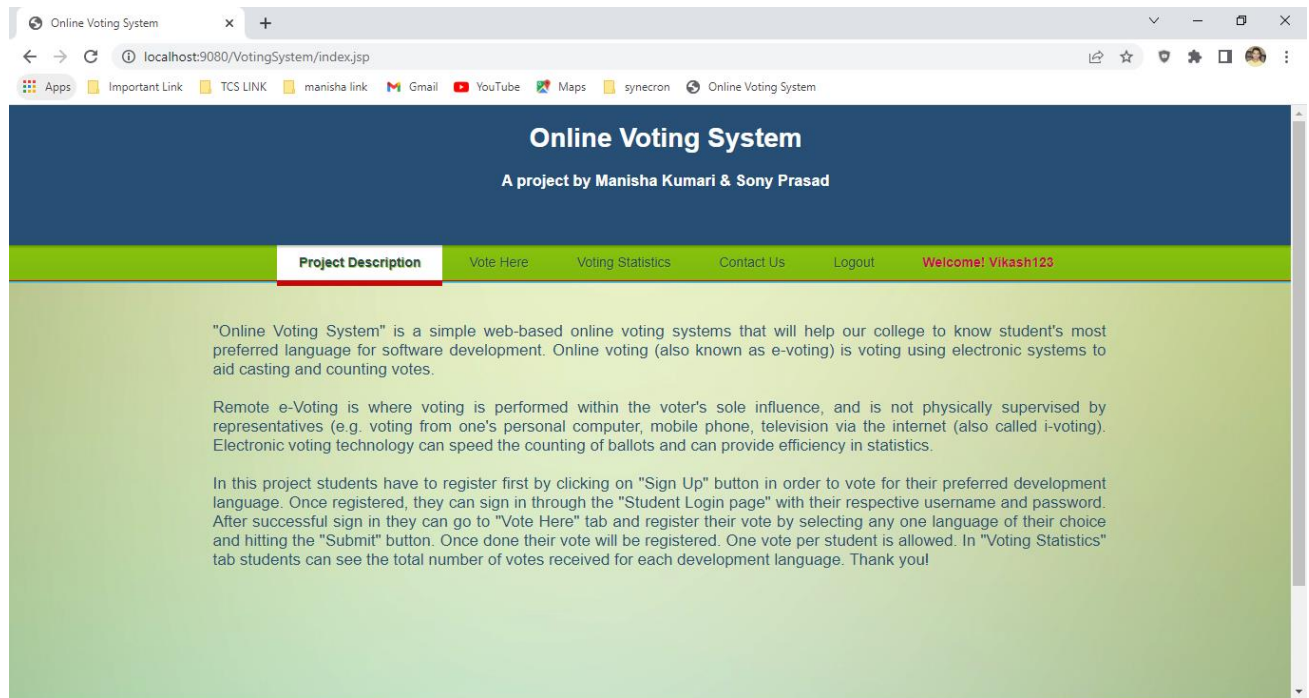 Online Voting System
localhost:9080/VotingSystem/index.jsp
Apps Important Link TCS LINK manisha link Gmail YouTube Maps synecron Online Voting System
Online Voting System
A project by Manisha Kumari & Sony Prasad
Project Description Vote Here Voting Statistics Contact Us Logout Welcome! Vikash123
"Online Voting System" is a simple web-based online voting systems that will help our college to know student's most
preferred language for software development. Online voting (also known as e-voting) is voting using electronic systems to
aid casting and counting votes.
Remote e-Voting is where voting is performed within the voter's sole influence, and is not physically supervised by
representatives (e.g. voting from one's personal computer, mobile phone, television via the internet (also called i-voting).
Electronic voting technology can speed the counting of ballots and can provide efficiency in statistics.
In this project students have to register first by clicking on "Sign Up" button in order to vote for their preferred development
language. Once registered, they can sign in through the "Student Login page" with their respective username and password.
After successful sign in they can go to "Vote Here" tab and register their vote by selecting any one language of their choice
and hitting the "Submit" button. Once done their vote will be registered. One vote per student is allowed. In "Voting Statistics"
tab students can see the total number of votes received for each development language. Thank you!